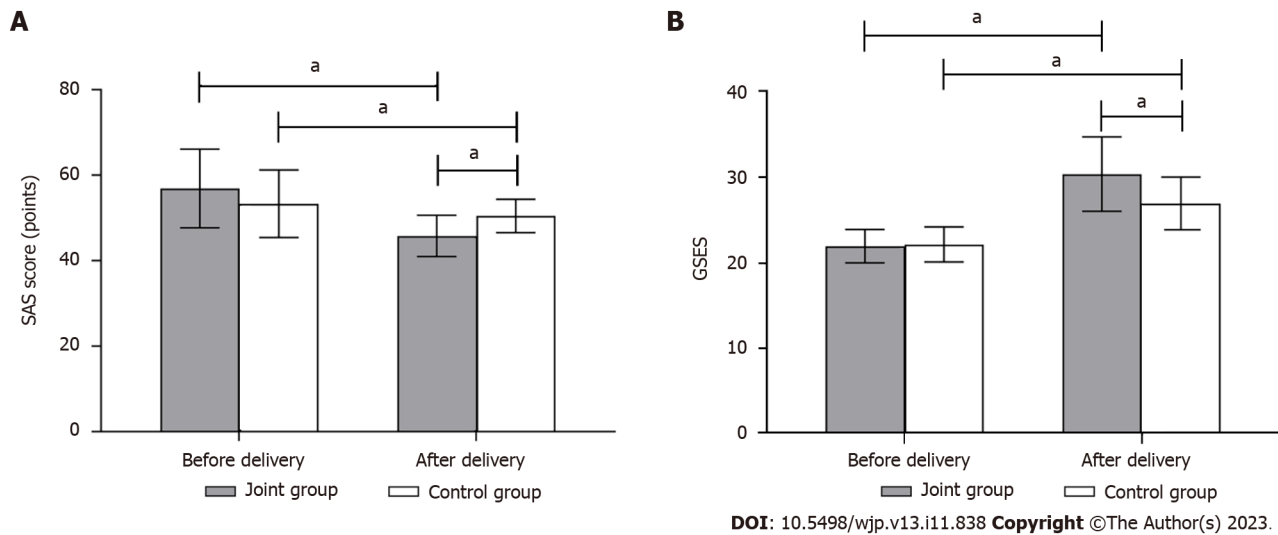 A
a
a
a
80
60
40
20
0
SAS score (points)
Before delivery
After delivery
Joint group
Control group
B
a
a
a
40
30
20
10
0
GSES
Before delivery
After delivery
Joint group
Control group
DOI: 10.5498/wjp.v13.i11.838 Copyright ©The Author(s) 2023.